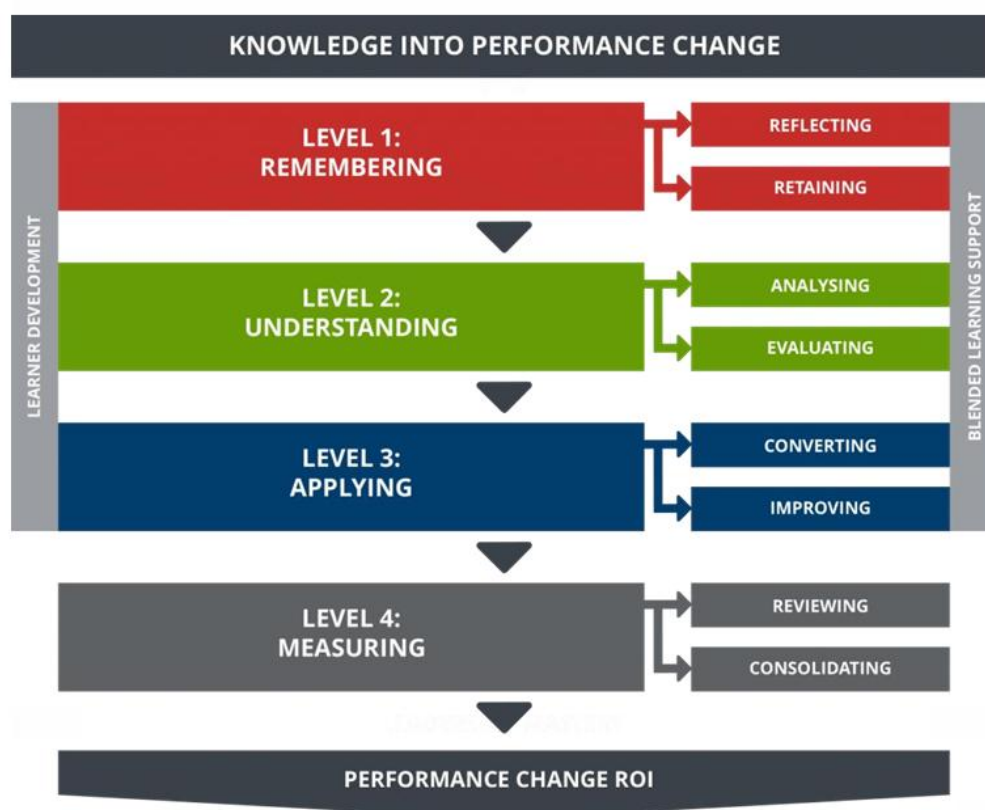 KNOWLEDGE INTO PERFORMANCE CHANGE
LEARNER DEVELOPMENT
BLENDED LEARNING SUPPORT
LEVEL 1:
REMEMBERING
REFLECTING
RETAINING
LEVEL 2:
UNDERSTANDING
ANALYSING
EVALUATING
LEVEL 3:
APPLYING
CONVERTING
IMPROVING
LEVEL 4:
MEASURING
REVIEWING
CONSOLIDATING
PERFORMANCE CHANGE ROI